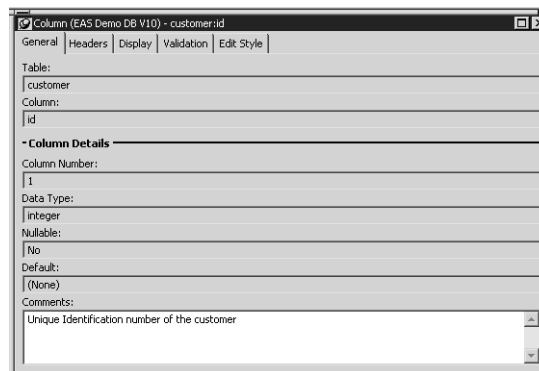 Column (EAS Demo DB V10) - customer:id
General Headers Display Validation Edit Style
Table:
customer
Column:
id
Column Details
Column Number:
1
Data Type:
integer
Nullable:
No
Default:
(None)
Comments:
Unique Identification number of the customer